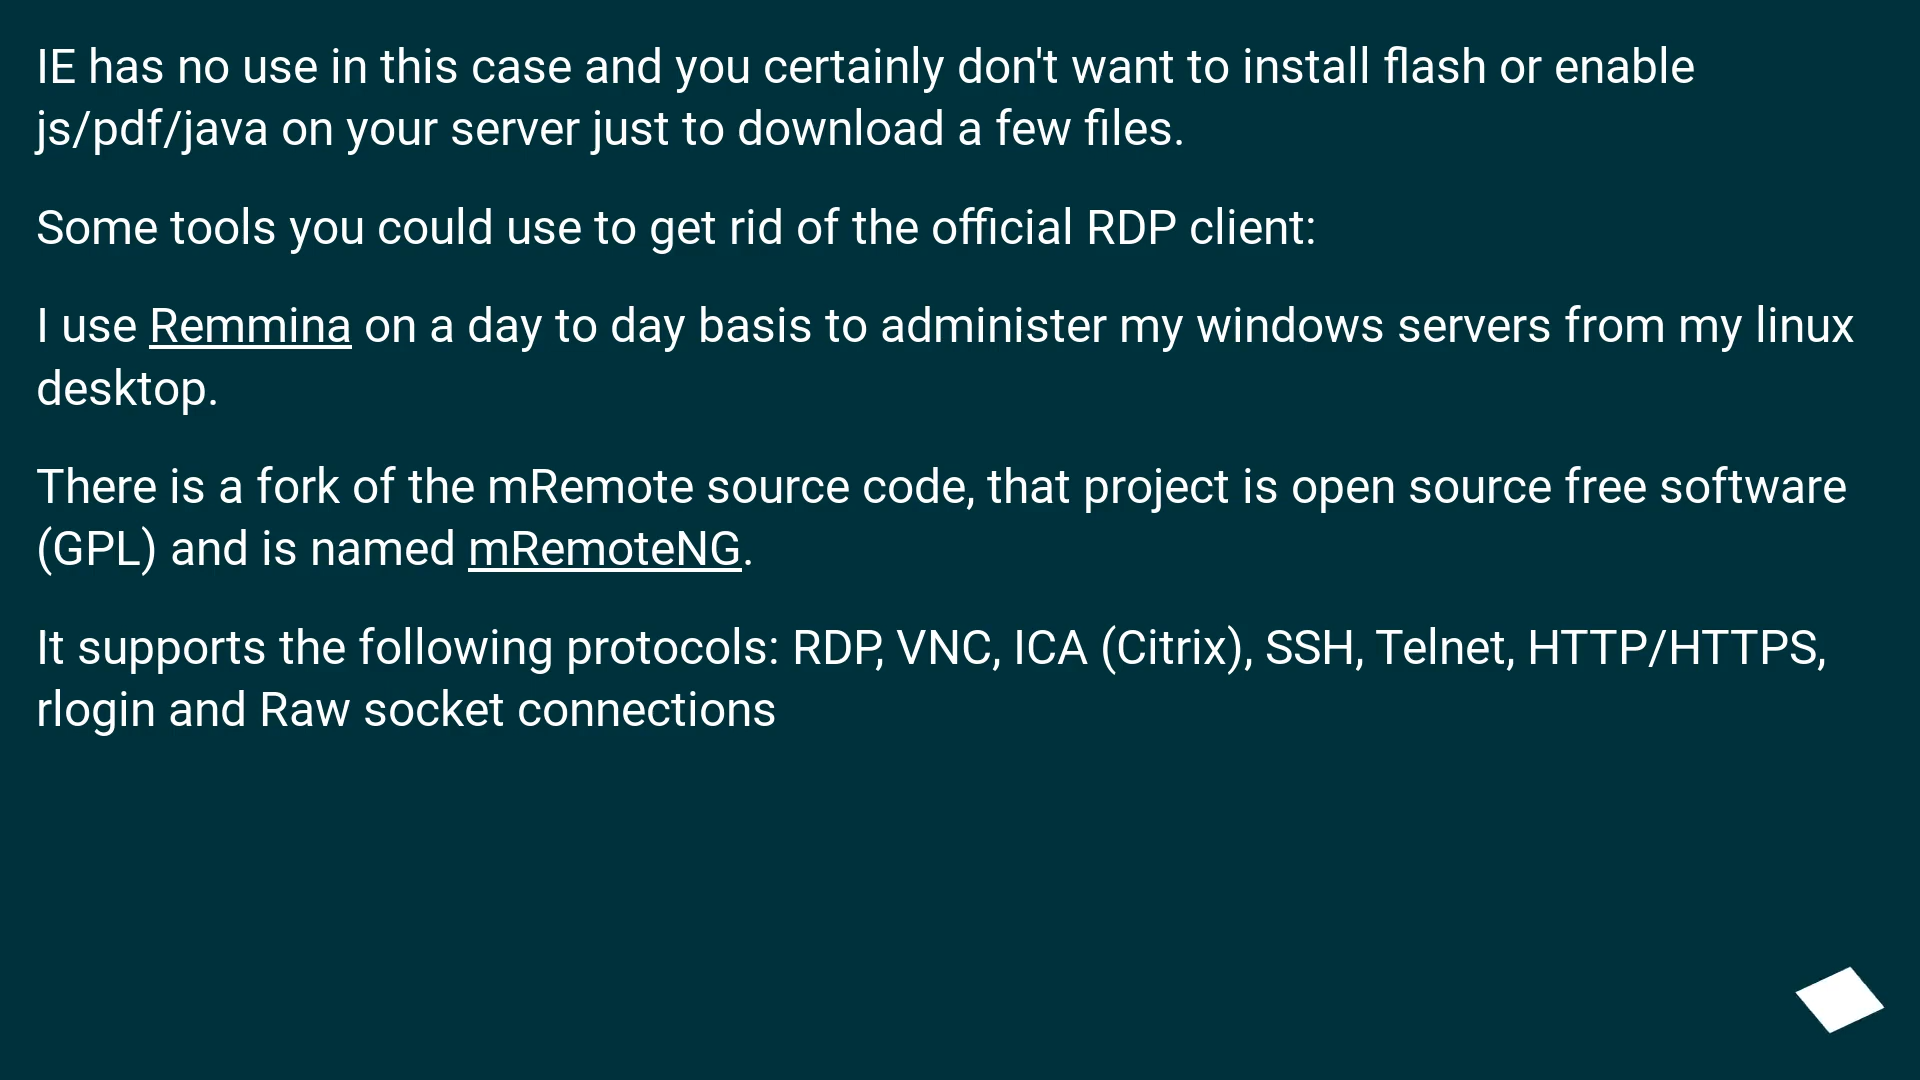 IE has no use in this case and you certainly don't want to install flash or enable
js/pdf/java on your server just to download a few files.
Some tools you could use to get rid of the official RDP client:
I use Remmina on a day to day basis to administer my windows servers from my linux
desktop.
There is a fork of the mRemote source code, that project is open source free software
(GPL) and is named mRemoteNG.
It supports the following protocols: RDP, VNC, ICA (Citrix), SSH, Telnet, HTTP/HTTPS,
rlogin and Raw socket connections